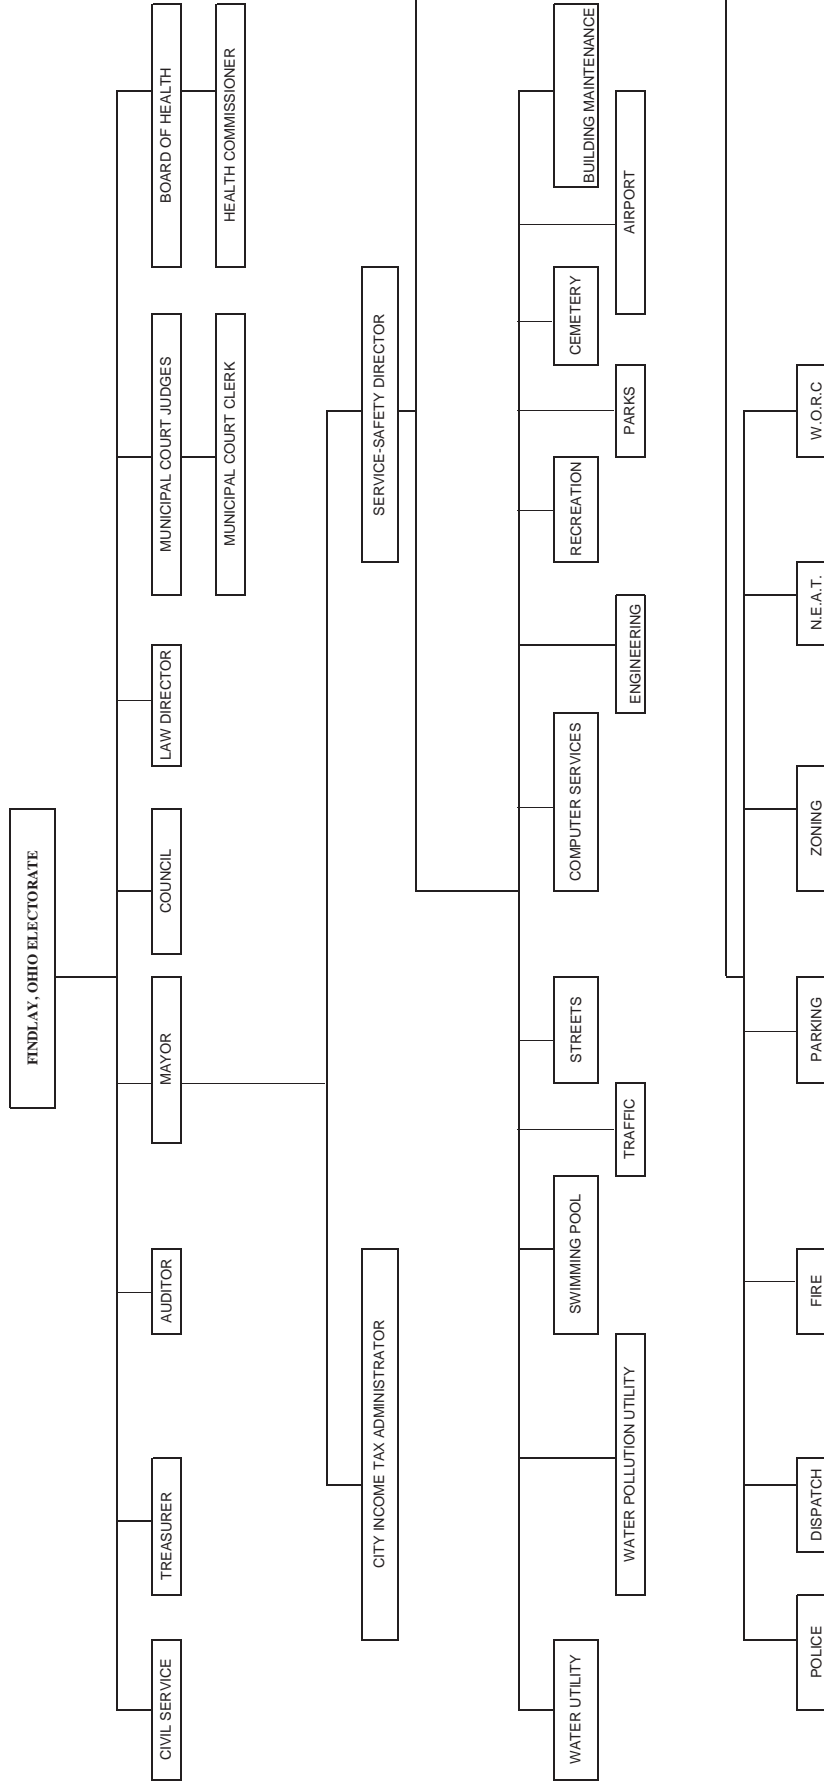 FINDLAY, OHIO ELECTORATE
CIVIL SERVICE
TREASURER
AUDITOR
MAYOR
COUNCIL
LAW DIRECTOR
MUNICIPAL COURT JUDGES
BOARD OF HEALTH
MUNICIPAL COURT CLERK
HEALTH COMMISSIONER
CITY INCOME TAX ADMINISTRATOR
SERVICE-SAFETY DIRECTOR
WATER UTILITY
SWIMMING POOL
STREETS
COMPUTER SERVICES
RECREATION
CEMETERY
BUILDING MAINTENANCE
WATER POLLUTION UTILITY
TRAFFIC
ENGINEERING
PARKS
AIRPORT
POLICE
DISPATCH
FIRE
PARKING
ZONING
N.E.A.T.
W.O.R.C